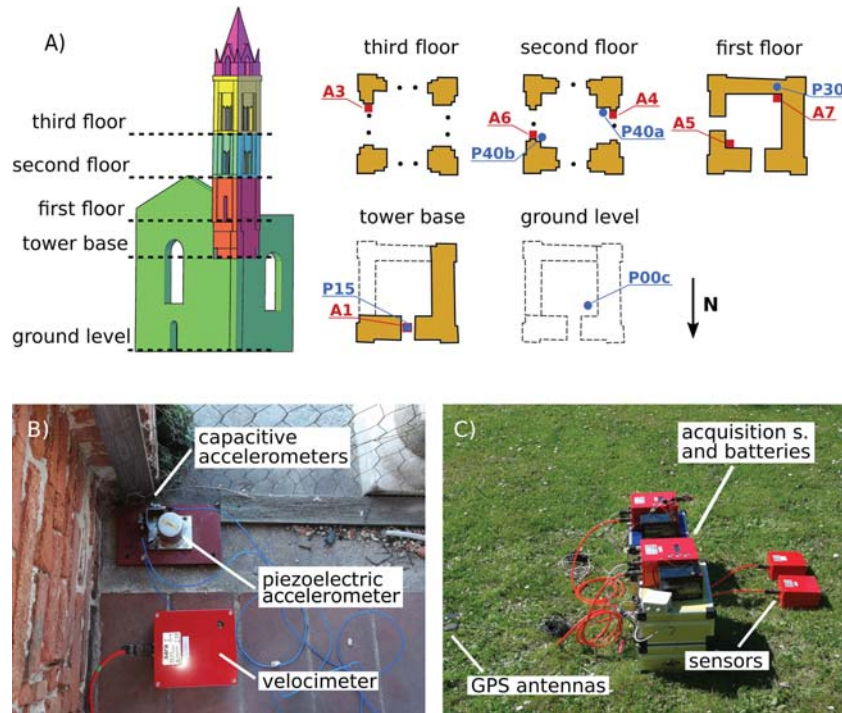 A)
third floor
second floor
first floor
tower base
ground level
third floor
second floor
first floor
A3
A6
P40b
A4
P40a
P30
A5
A7
tower base
ground level
P15
A1
P00c
N
B)
capacitive
accelerometers
piezoelectric
accelerometer
velocimeter
sara
C)
acquisition s.
and batteries
GPS antennas
sensors